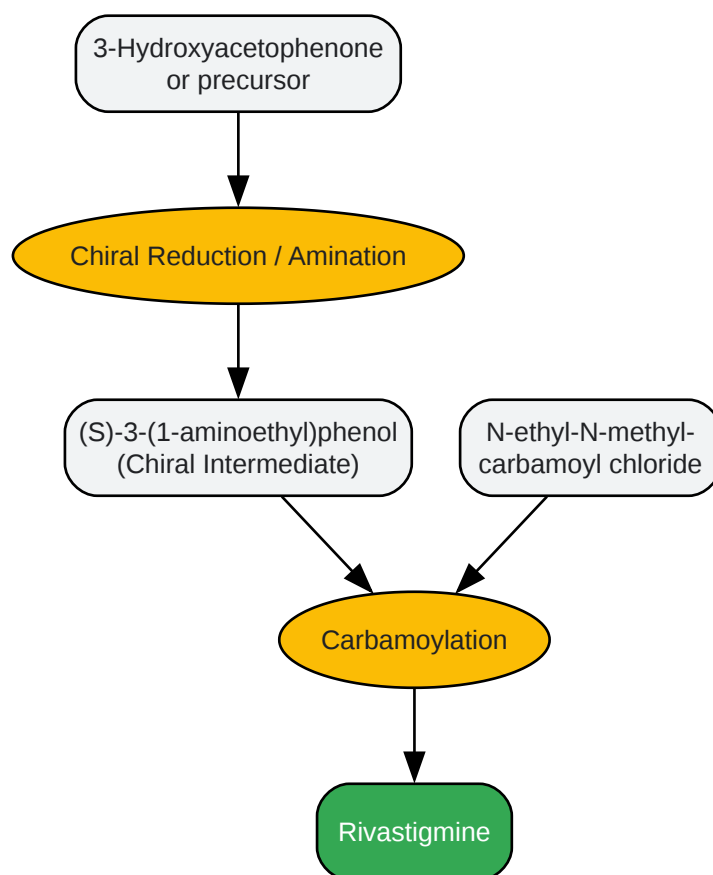 3-Hydroxyacetophenone
or precursor
Chiral Reduction / Amination
(S)-3-(1-aminoethyl)phenol
(Chiral Intermediate)
N-ethyl-N-methyl-
carbamoyl chloride
Carbamoylation
Rivastigmine